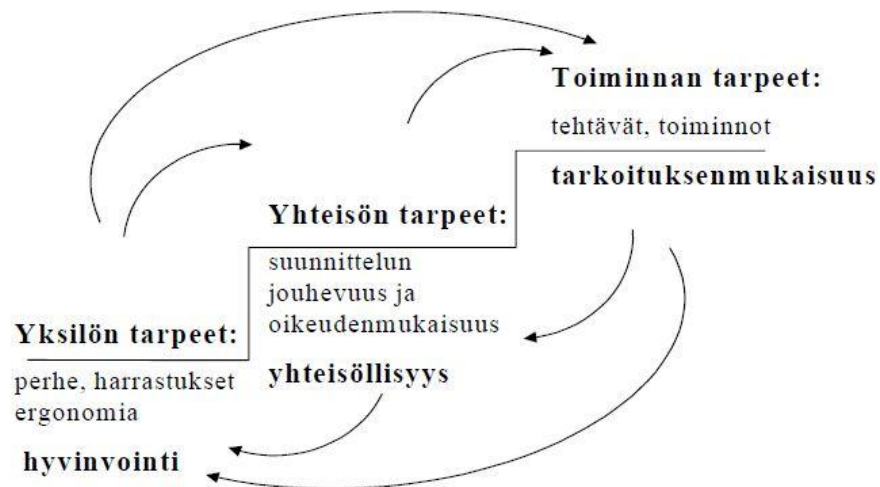 Toiminnan tarpeet:
tehtävät, toiminnot
tarkoituksenmukaisuus
Yhteisön tarpeet:
suunnittelun
jouhevuus ja
oikeudenmukaisuus
yhteisöllisyys
Yksilön tarpeet:
perhe, harrastukset
ergonomia
hyvinvointi